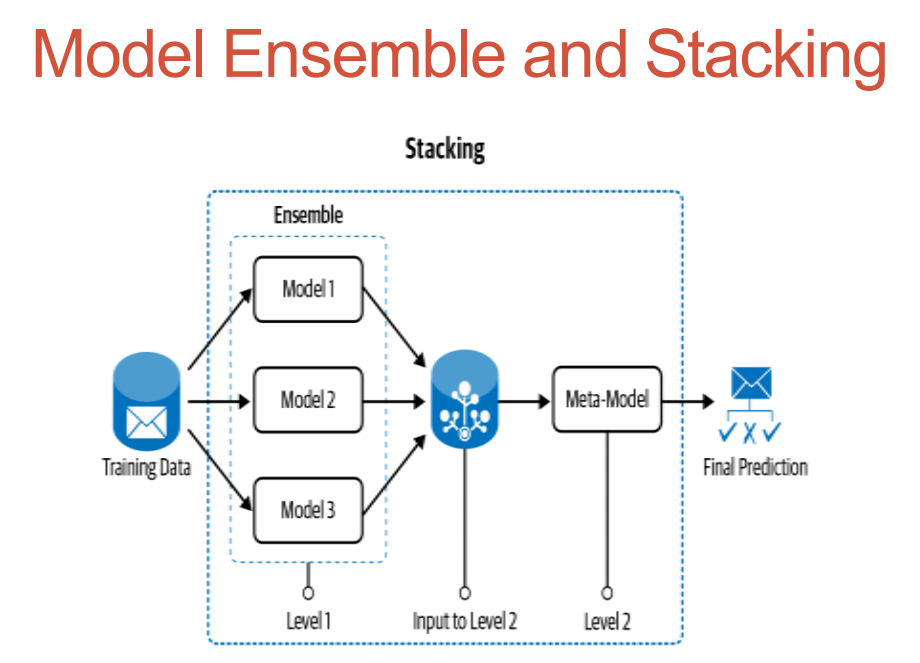 Model Ensemble and Stacking
Stacking
Ensemble
Model 1
Model 2
Model 3
Training Data
Meta-Model
Final Prediction
Level 1
Input to Level 2
Level 2